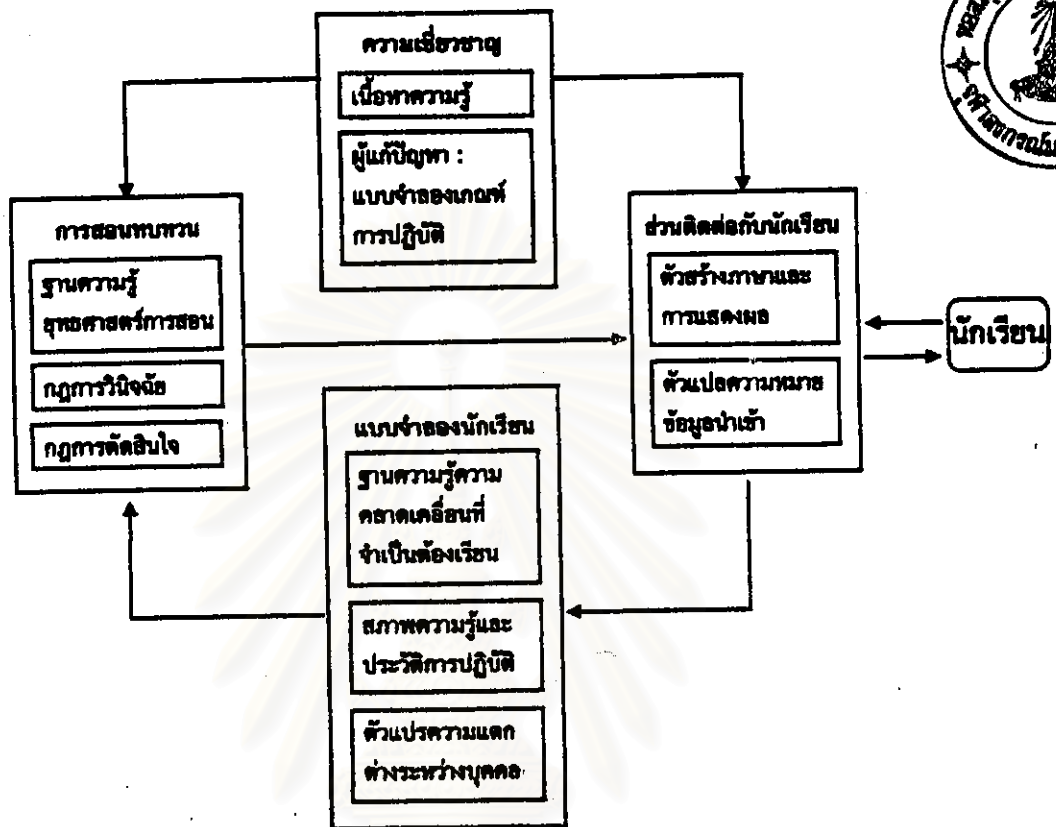 ความเชี่ยวชาญ
เนื้อหาความรู้
ผู้แก้ปัญหา :
แบบจำลองเกณฑ์
การปฏิบัติ
การสอนทบทวน
ฐานความรู้
ยุทธศาสตร์การสอน
กฎการวินิจฉัย
กฎการตัดสินใจ
ส่วนติดต่อกับนักเรียน
ตัวสร้างภาษาและ
การแสดงผล
ตัวแปลความหมาย
ข้อมูลนำเข้า
นักเรียน
แบบจำลองนักเรียน
ฐานความรู้ความ
คลาดเคลื่อนที่
จำเป็นต้องเรียน
สภาพความรู้และ
ประวัติการปฏิบัติ
ตัวแปรความแตก
ต่างระหว่างบุคคล